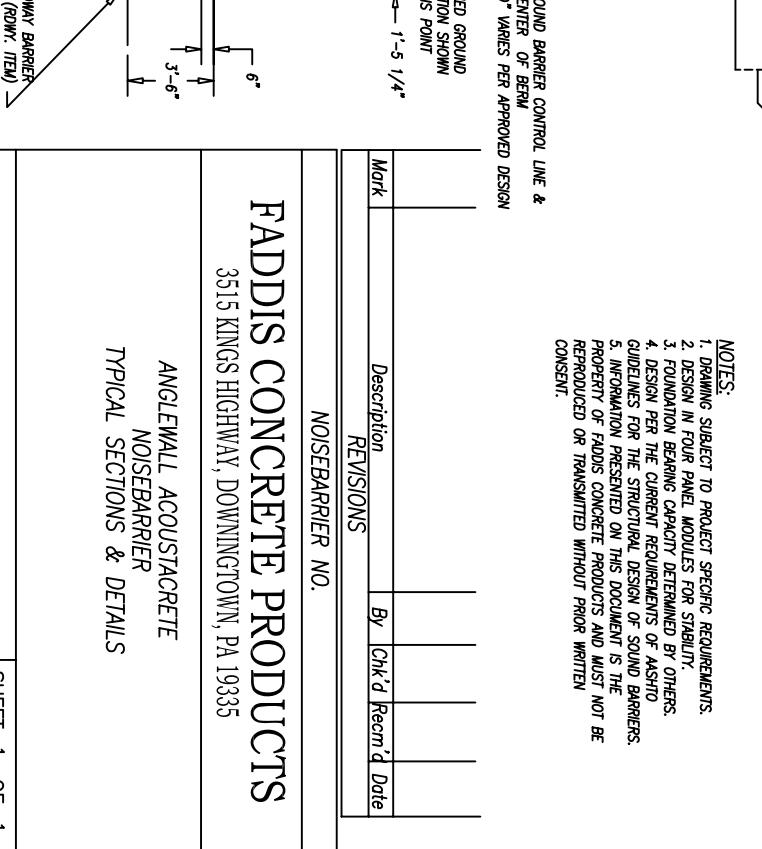 OUND BARRIER CONTROL LINE &
ENTER OF BERM
VARIES PER APPROVED DESIGN
ED GROUND
TION SHOWN
IS POINT
1'-5 1/4"
6"
3'-6"
WAY BARRIER
(RDWY. ITEM)
NOTES:
1. DRAWING SUBJECT TO PROJECT SPECIFIC REQUIREMENTS.
2. DESIGN IN FOUR PANEL MODULES FOR STABILITY.
3. FOUNDATION BEARING CAPACITY DETERMINED BY OTHERS.
4. DESIGN PER THE CURRENT REQUIREMENTS OF AASHTO
GUIDELINES FOR THE STRUCTURAL DESIGN OF SOUND BARRIERS.
5. INFORMATION PRESENTED ON THIS DOCUMENT IS THE
PROPERTY OF FADDIS CONCRETE PRODUCTS AND MUST NOT BE
REPRODUCED OR TRANSMITTED WITHOUT PRIOR WRITTEN
CONSENT.
Mark Description By Chk'd Recm'd Date
REVISIONS
NOISEBARRIER NO.
FADDIS CONCRETE PRODUCTS
3515 KINGS HIGHWAY, DOWNINGTOWN, PA 19335
ANGLEWALL ACOUSTACRETE
NOISEBARRIER
TYPICAL SECTIONS & DETAILS
SHEET 1 OF 1